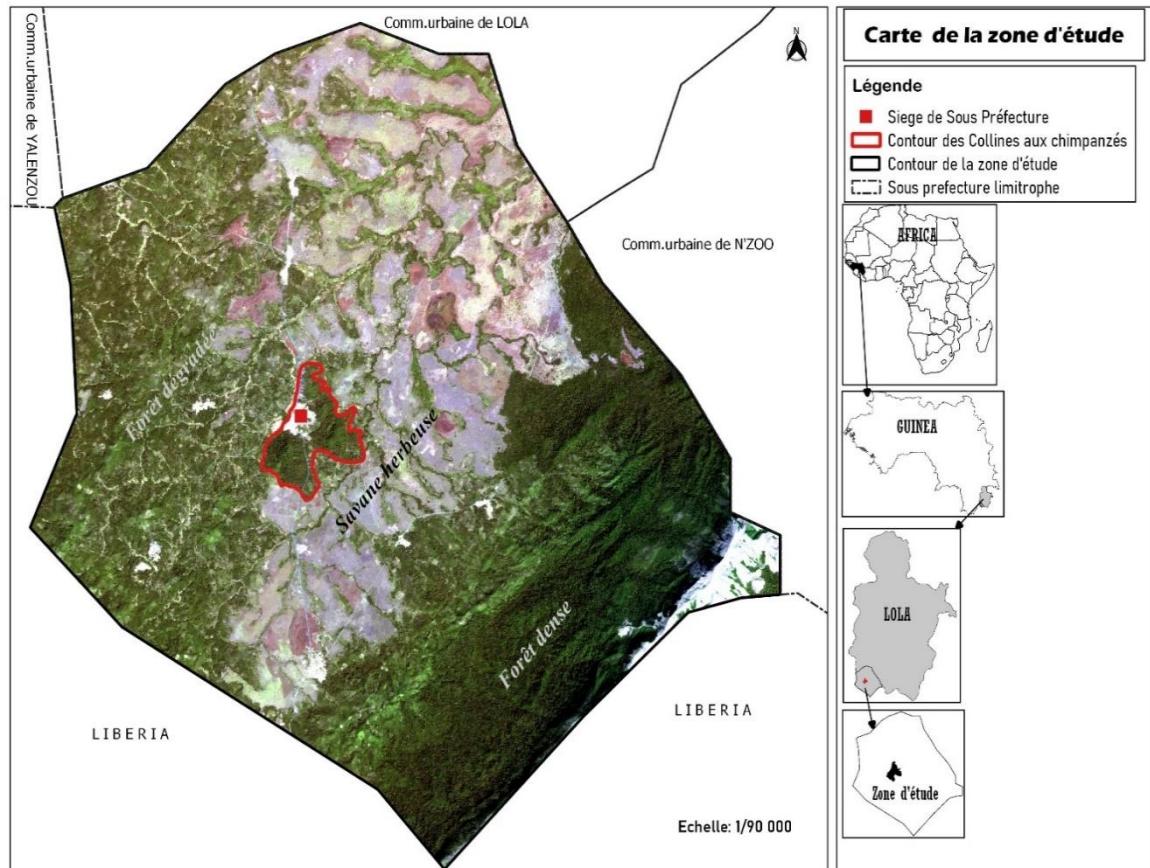 Comm.urbaine de LOLA
Comm.urbaine de YALENZOU
N
Comm.urbaine de N'ZOO
Forêt dégradée
Savane herbeuse
Forêt dense
LIBERIA
LIBERIA
Echelle: 1/90 000
Carte de la zone d'étude
Légende
Siege de Sous Préfecture
Contour des Collines aux chimpanzés
Contour de la zone d'étude
Sous prefecture limitrophe
AFRICA
GUINEA
LOLA
Zone d'étude